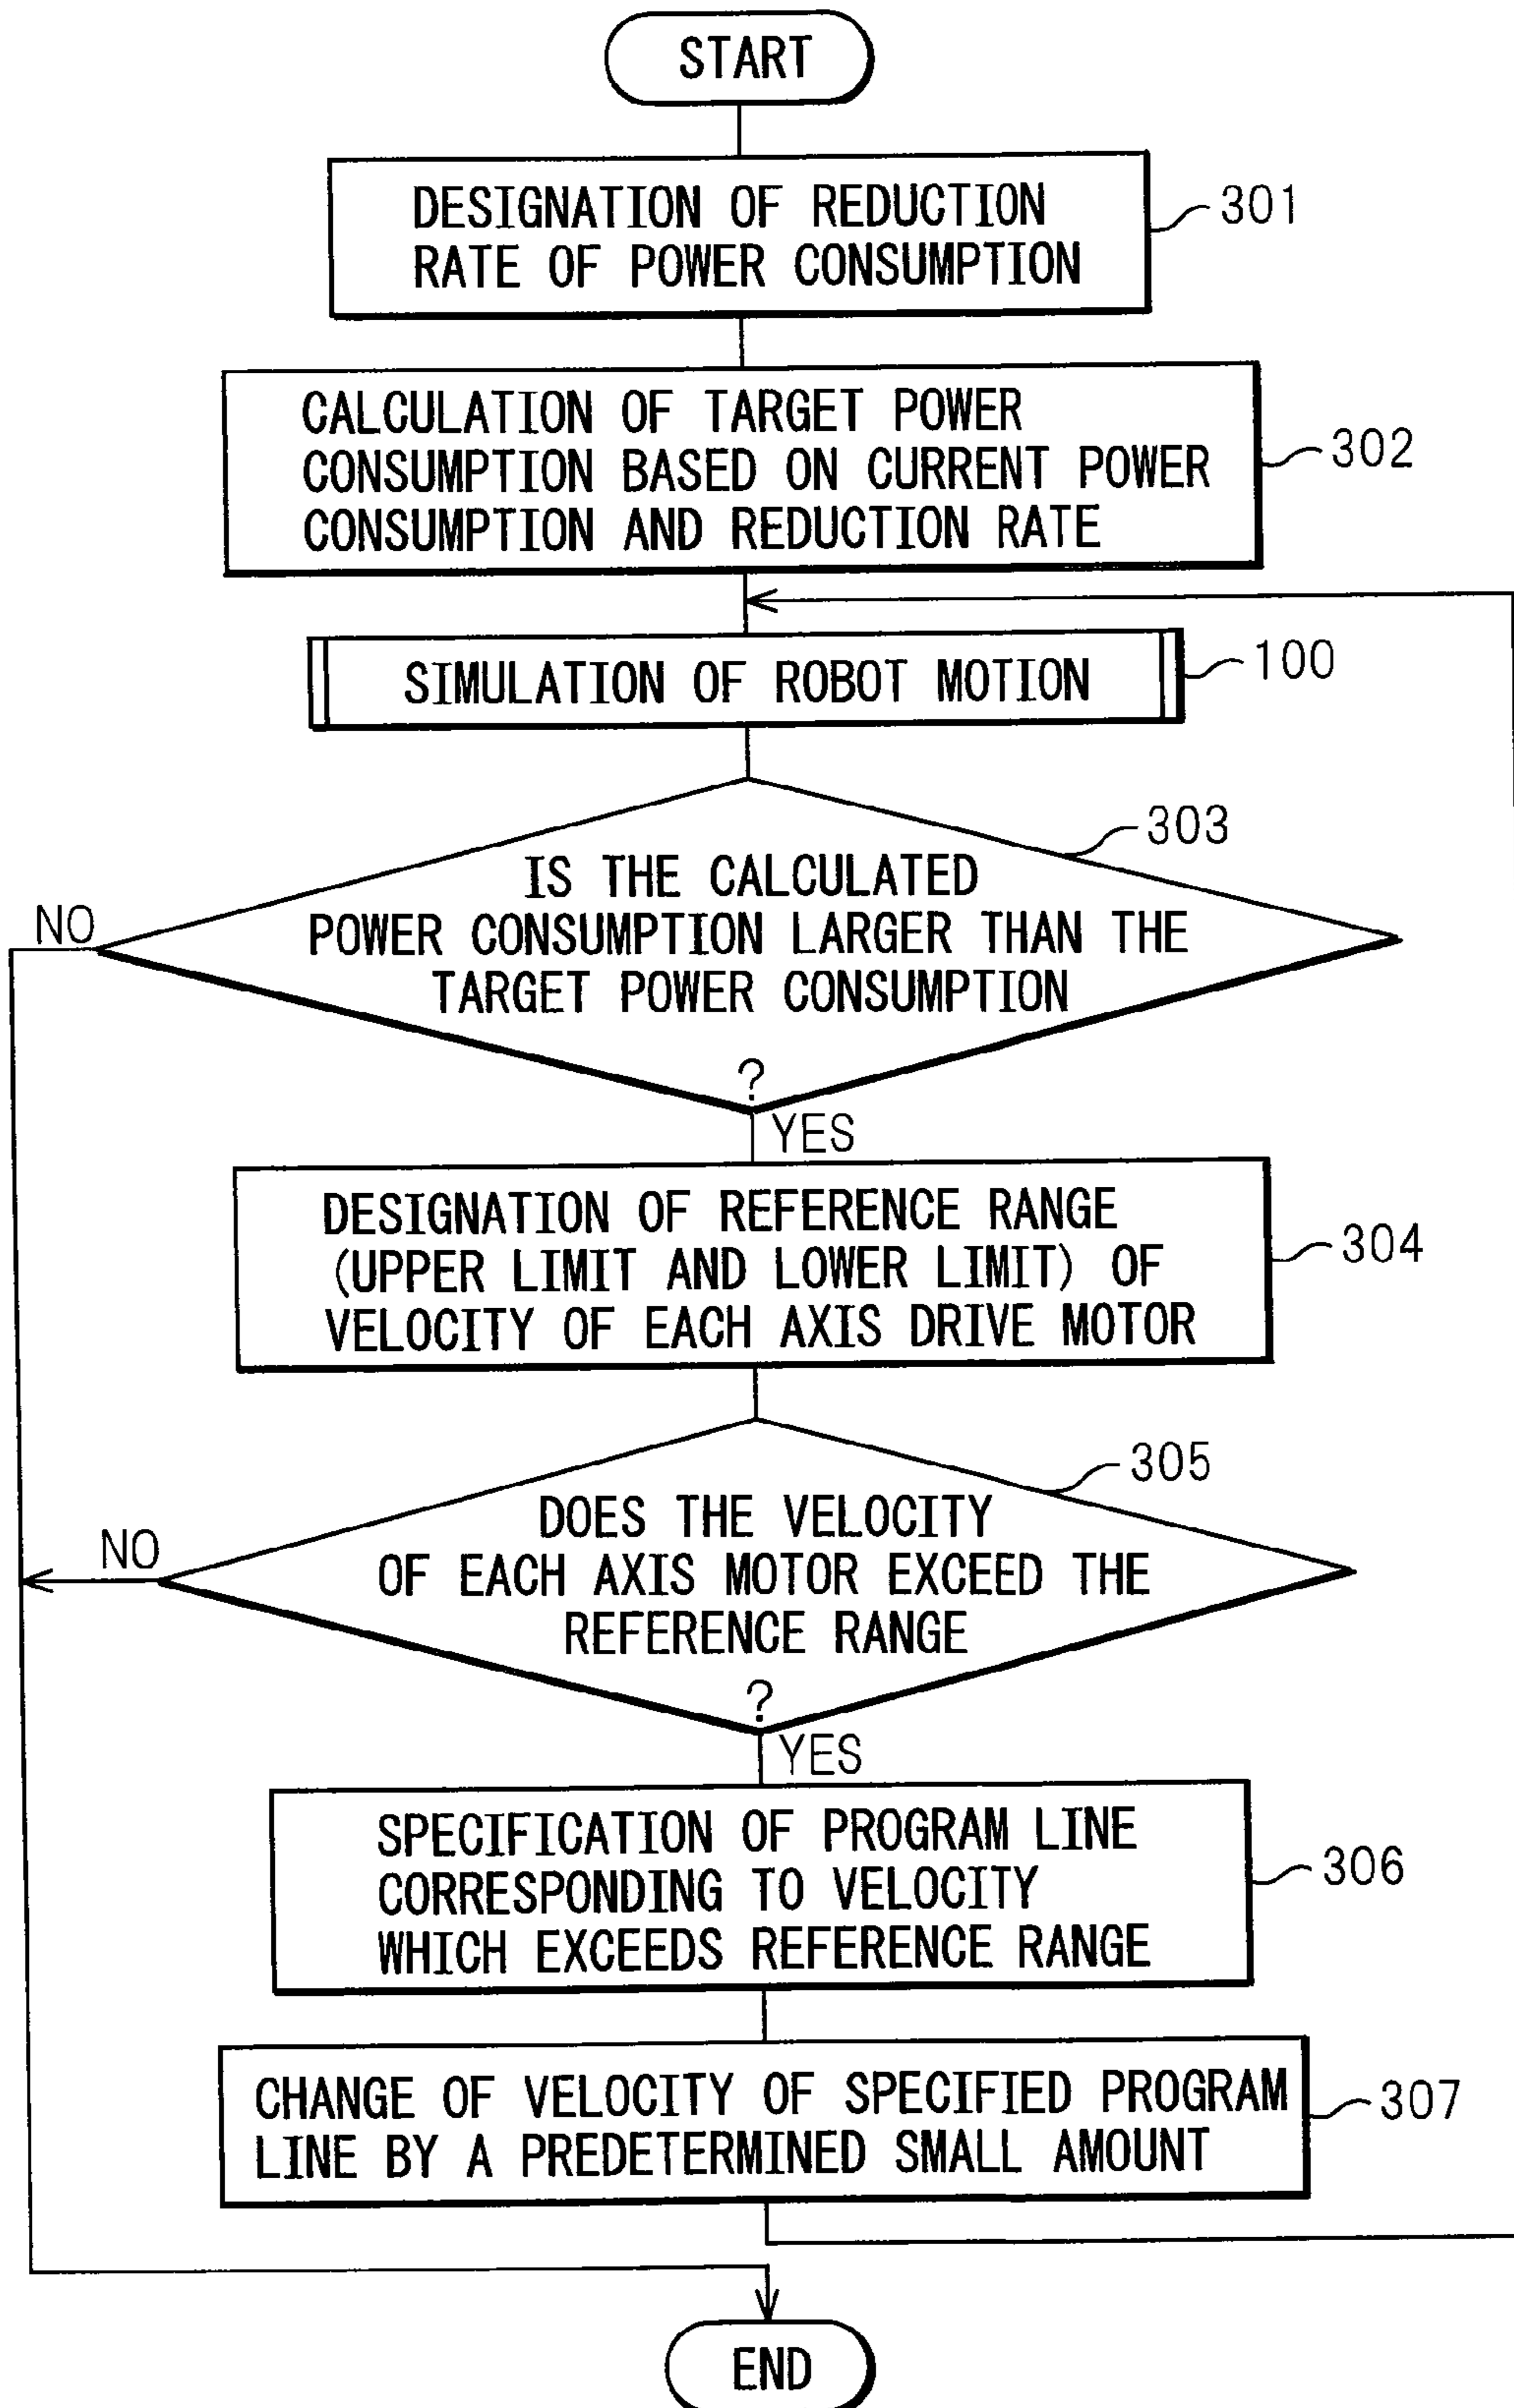 START
DESIGNATION OF REDUCTION
RATE OF POWER CONSUMPTION
301
CALCULATION OF TARGET POWER
CONSUMPTION BASED ON CURRENT POWER
CONSUMPTION AND REDUCTION RATE
302
SIMULATION OF ROBOT MOTION
100
303
IS THE CALCULATED
POWER CONSUMPTION LARGER THAN THE
TARGET POWER CONSUMPTION
?
NO
YES
DESIGNATION OF REFERENCE RANGE
(UPPER LIMIT AND LOWER LIMIT) OF
VELOCITY OF EACH AXIS DRIVE MOTOR
304
305
DOES THE VELOCITY
OF EACH AXIS MOTOR EXCEED THE
REFERENCE RANGE
?
NO
YES
SPECIFICATION OF PROGRAM LINE
CORRESPONDING TO VELOCITY
WHICH EXCEEDS REFERENCE RANGE
306
CHANGE OF VELOCITY OF SPECIFIED PROGRAM
LINE BY A PREDETERMINED SMALL AMOUNT
307
END